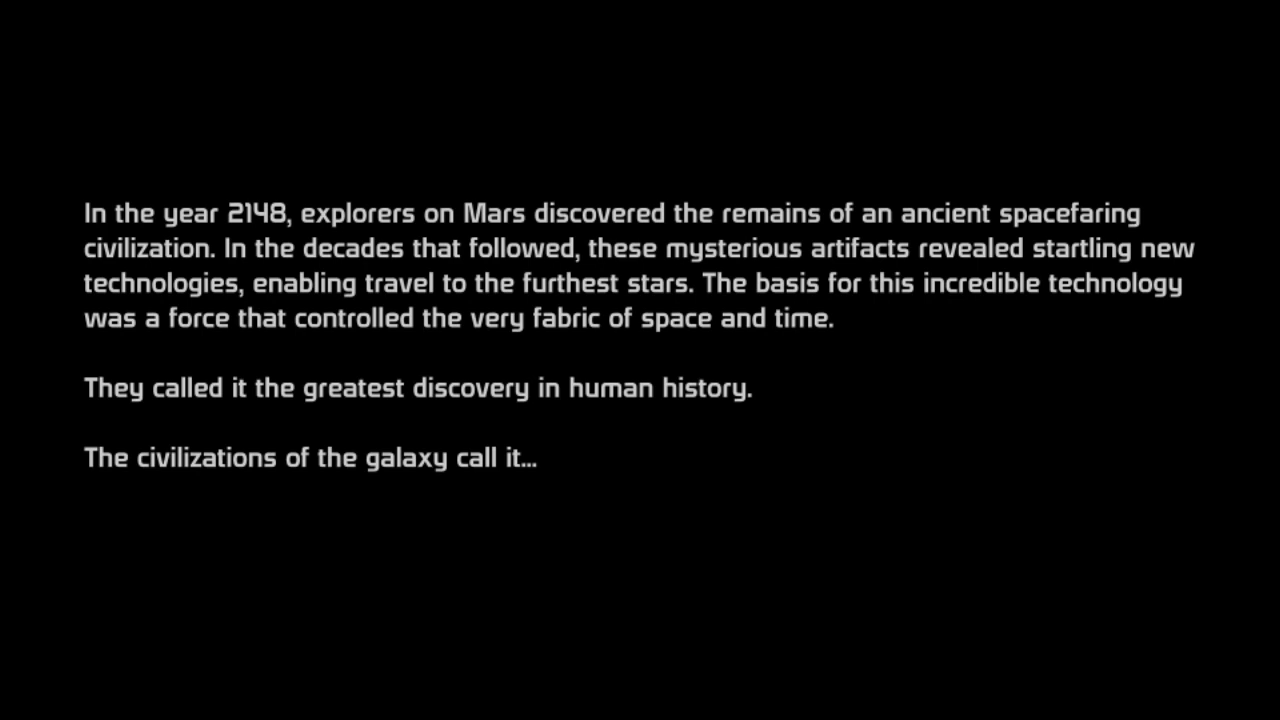 In the year 2148, explorers on Mars discovered the remains of an ancient spacefaring
civilization. In the decades that followed, these mysterious artifacts revealed startling new
technologies, enabling travel to the furthest stars. The basis for this incredible technology
was a force that controlled the very fabric of space and time.
They called it the greatest discovery in human history.
The civilizations of the galaxy call it...